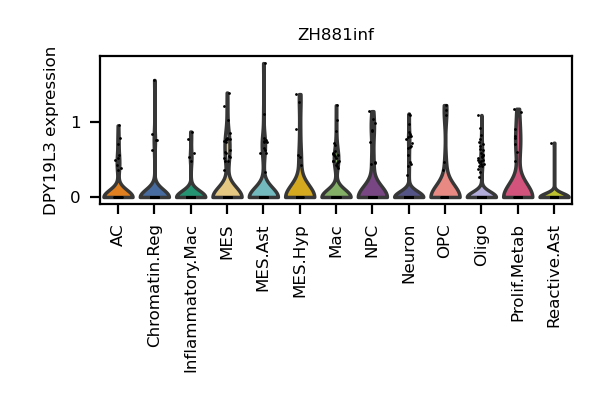 ZH881inf
DPY19L3 expression
1
0
AC
Chromatin.Reg
Inflammatory.Mac
MES
MES.Ast
MES.Hyp
Mac
NPC
Neuron
OPC
Oligo
Prolif.Metab
Reactive.Ast